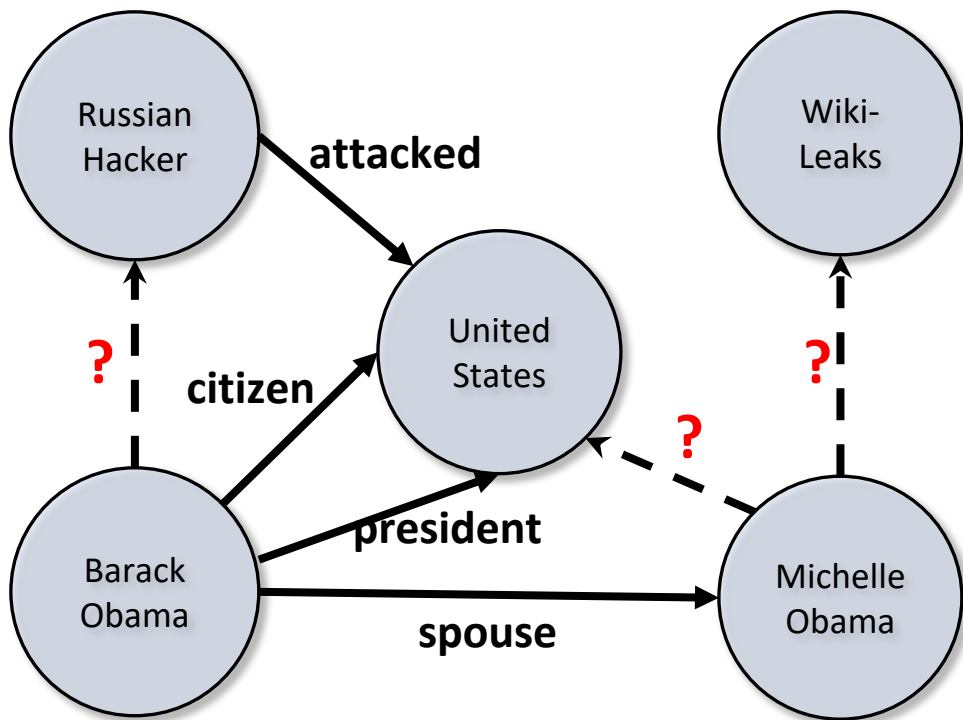 Russian
Hacker
Wiki-
Leaks
attacked
United
States
?
?
citizen
?
president
Barack
Obama
Michelle
Obama
spouse